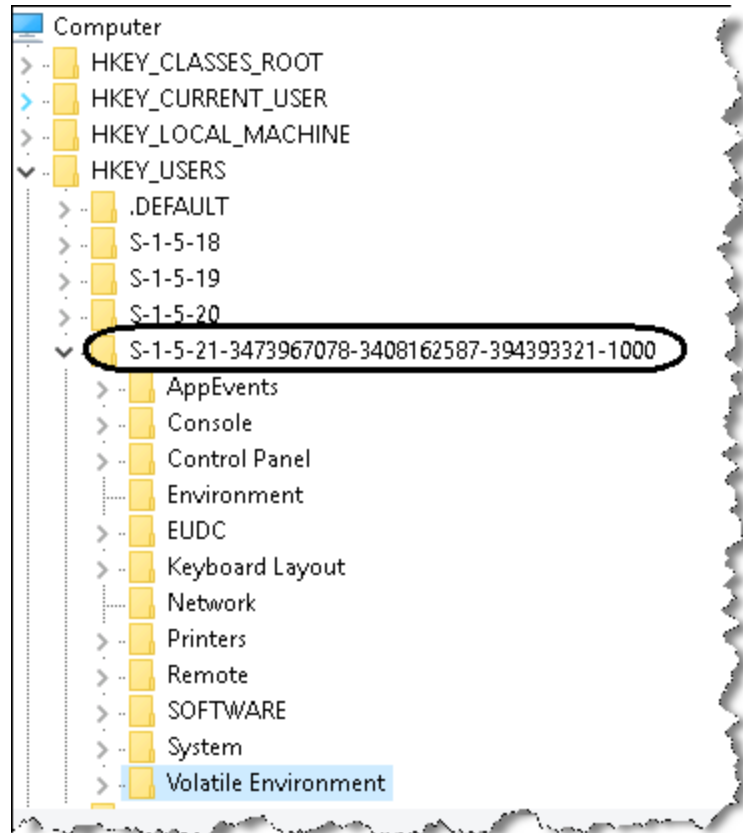 Computer
HKEY_CLASSES_ROOT
HKEY_CURRENT_USER
HKEY_LOCAL_MACHINE
HKEY_USERS
.DEFAULT
S-1-5-18
S-1-5-19
S-1-5-20
S-1-5-21-3473967078-3408162587-394393321-1000
AppEvents
Console
Control Panel
Environment
EUDC
Keyboard Layout
Network
Printers
Remote
SOFTWARE
System
Volatile Environment